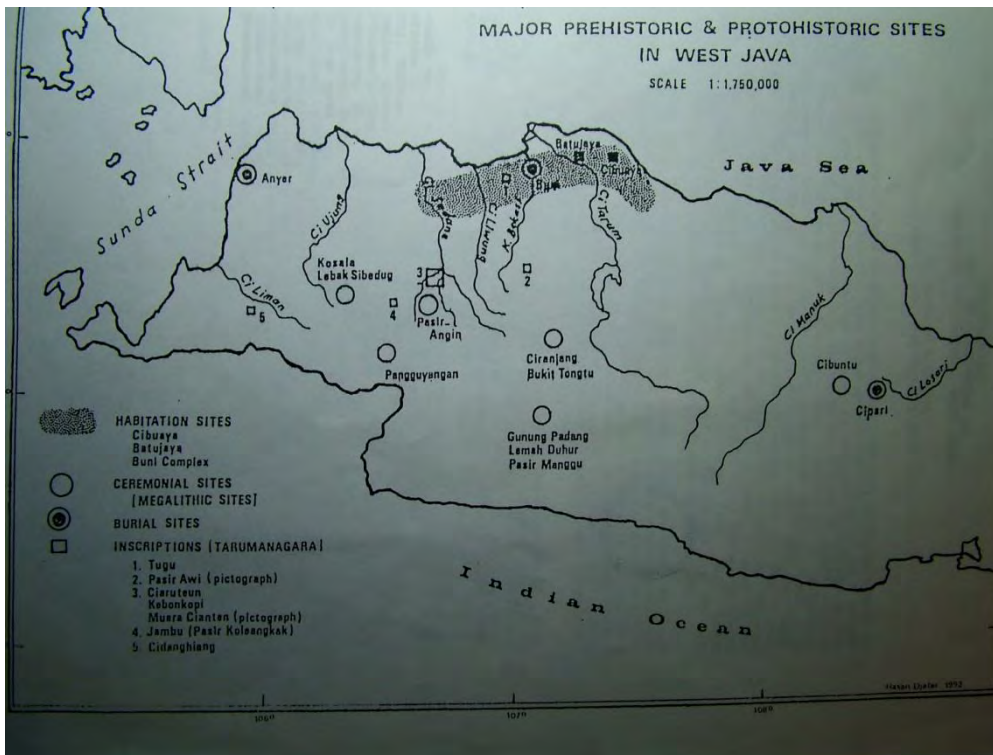 MAJOR PREHISTORIC & PROTOHISTORIC SITES
IN WEST JAVA
SCALE 1:1,750,000
Sunda Strait
Java Sea
Anyer
Ci Ujung
Ci Liwung
K. Bekasi
Batujaya
Cibuaya
Buni
Ci Tarum
1
Kosala
Lebak Sibedug
3
2
Ci Liman
5
4
Pasir-
Angin
Pangguyangan
Ciranjang
Bukit Tongtu
Ci Manuk
Cibuntu
Ci Losari
Cipari
Gunung Padang
Lemah Duhur
Pasir Manggu
HABITATION SITES
Cibuaya
Batujaya
Buni Complex
CEREMONIAL SITES
[MEGALITHIC SITES]
BURIAL SITES
INSCRIPTIONS [TARUMANAGARA]
1. Tugu
2. Pasir Awi (pictograph)
3. Ciaruteun
Kebonkopi
Muara Cianten (pictograph)
4. Jambu (Pasir Koleangkak)
5. Cidanghiang
Indian Ocean
106°
107°
108°